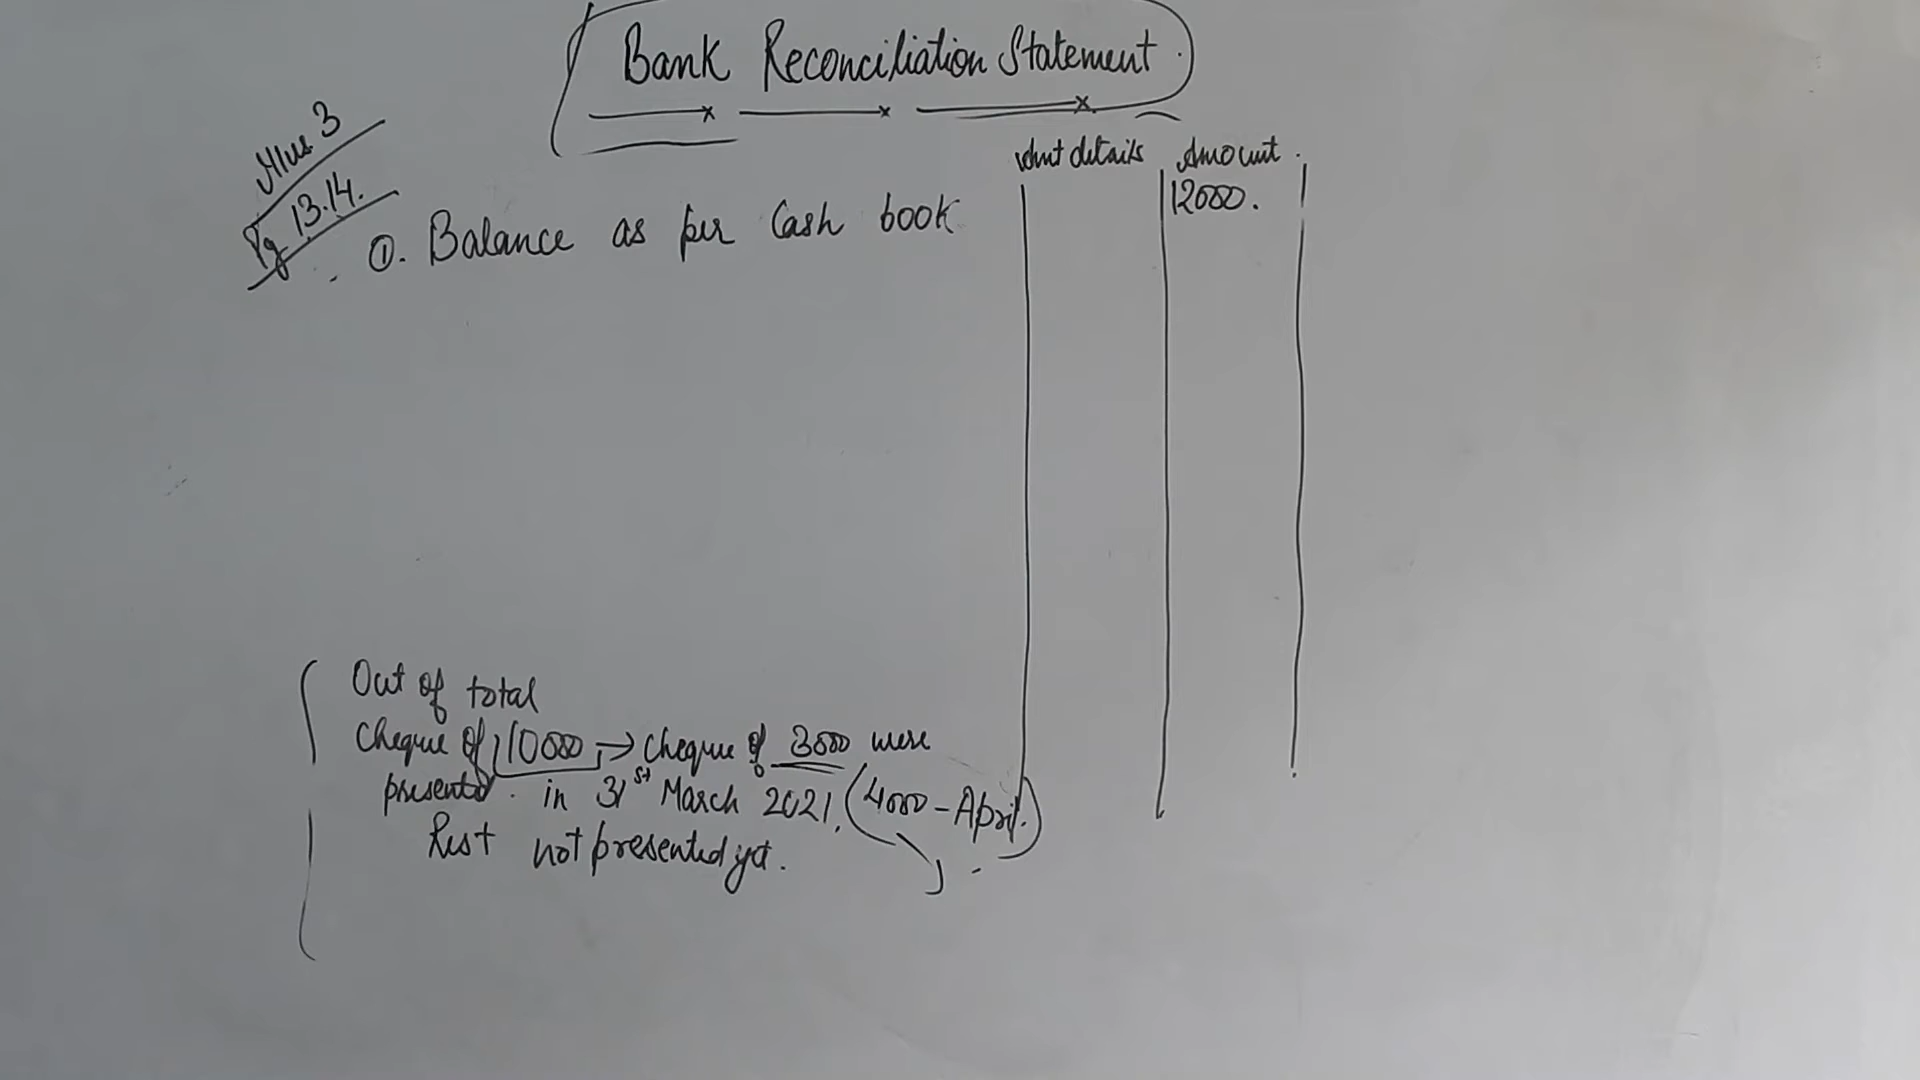 Bank Reconciliation Statement.
Illus 3
Pg 13.14.
details Amount.
①. Balance as per Cash book 12000.
Out of total
Cheque of 10000 → Cheque of 3000 were
presented. in 31st March 2021. (4000 - April.)
Rest not presented yet.